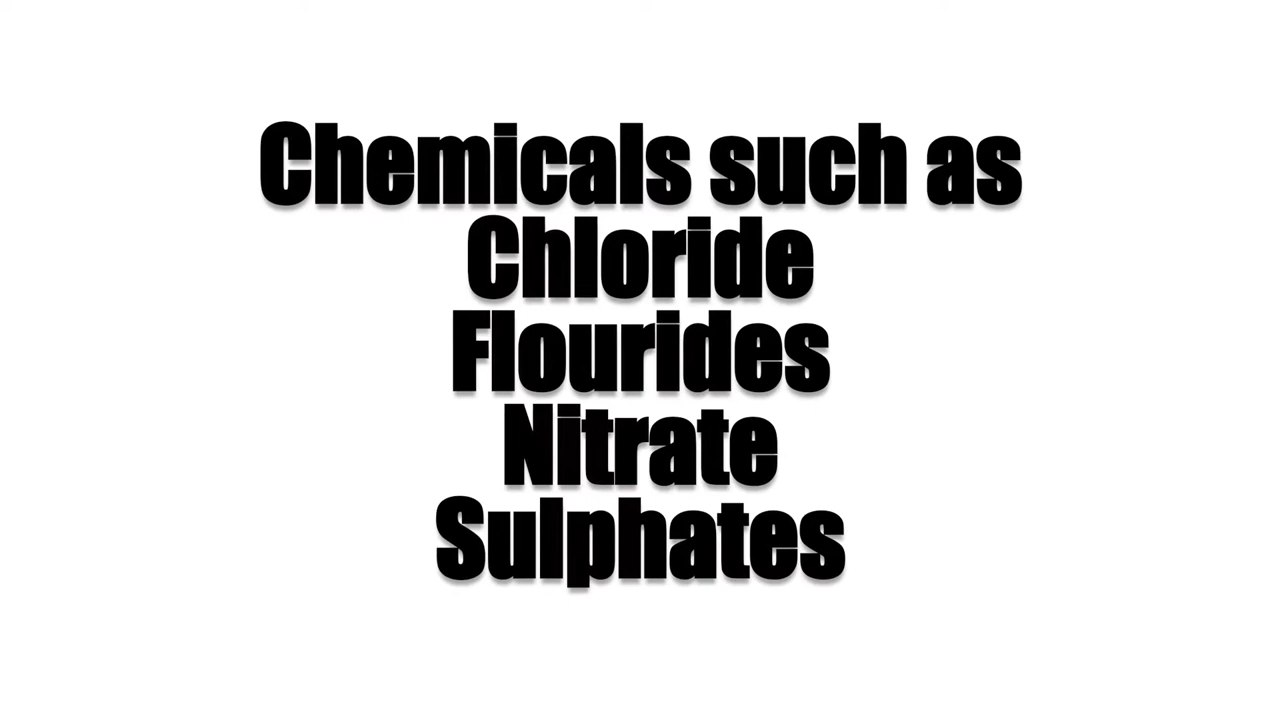 Chemicals such as
Chloride
Flourides
Nitrate
Sulphates